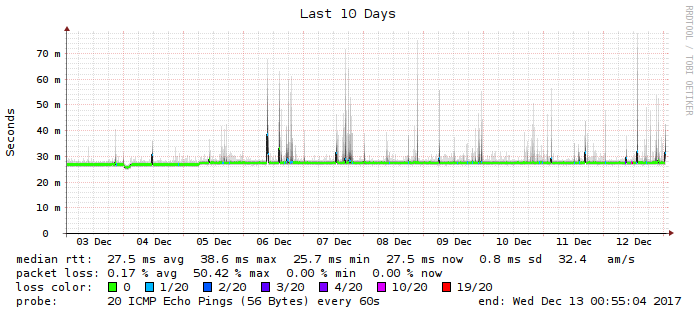 Last 10 Days
RRDTOOL / TOBI OETIKER
Seconds
70 m
60 m
50 m
40 m
30 m
20 m
10 m
0
03 Dec 04 Dec 05 Dec 06 Dec 07 Dec 08 Dec 09 Dec 10 Dec 11 Dec 12 Dec
median rtt: 27.5 ms avg 38.6 ms max 25.7 ms min 27.5 ms now 0.8 ms sd 32.4 am/s
packet loss: 0.17 % avg 50.42 % max 0.00 % min 0.00 % now
loss color: 0 1/20 2/20 3/20 4/20 10/20 19/20
probe: 20 ICMP Echo Pings (56 Bytes) every 60s end: Wed Dec 13 00:55:04 2017